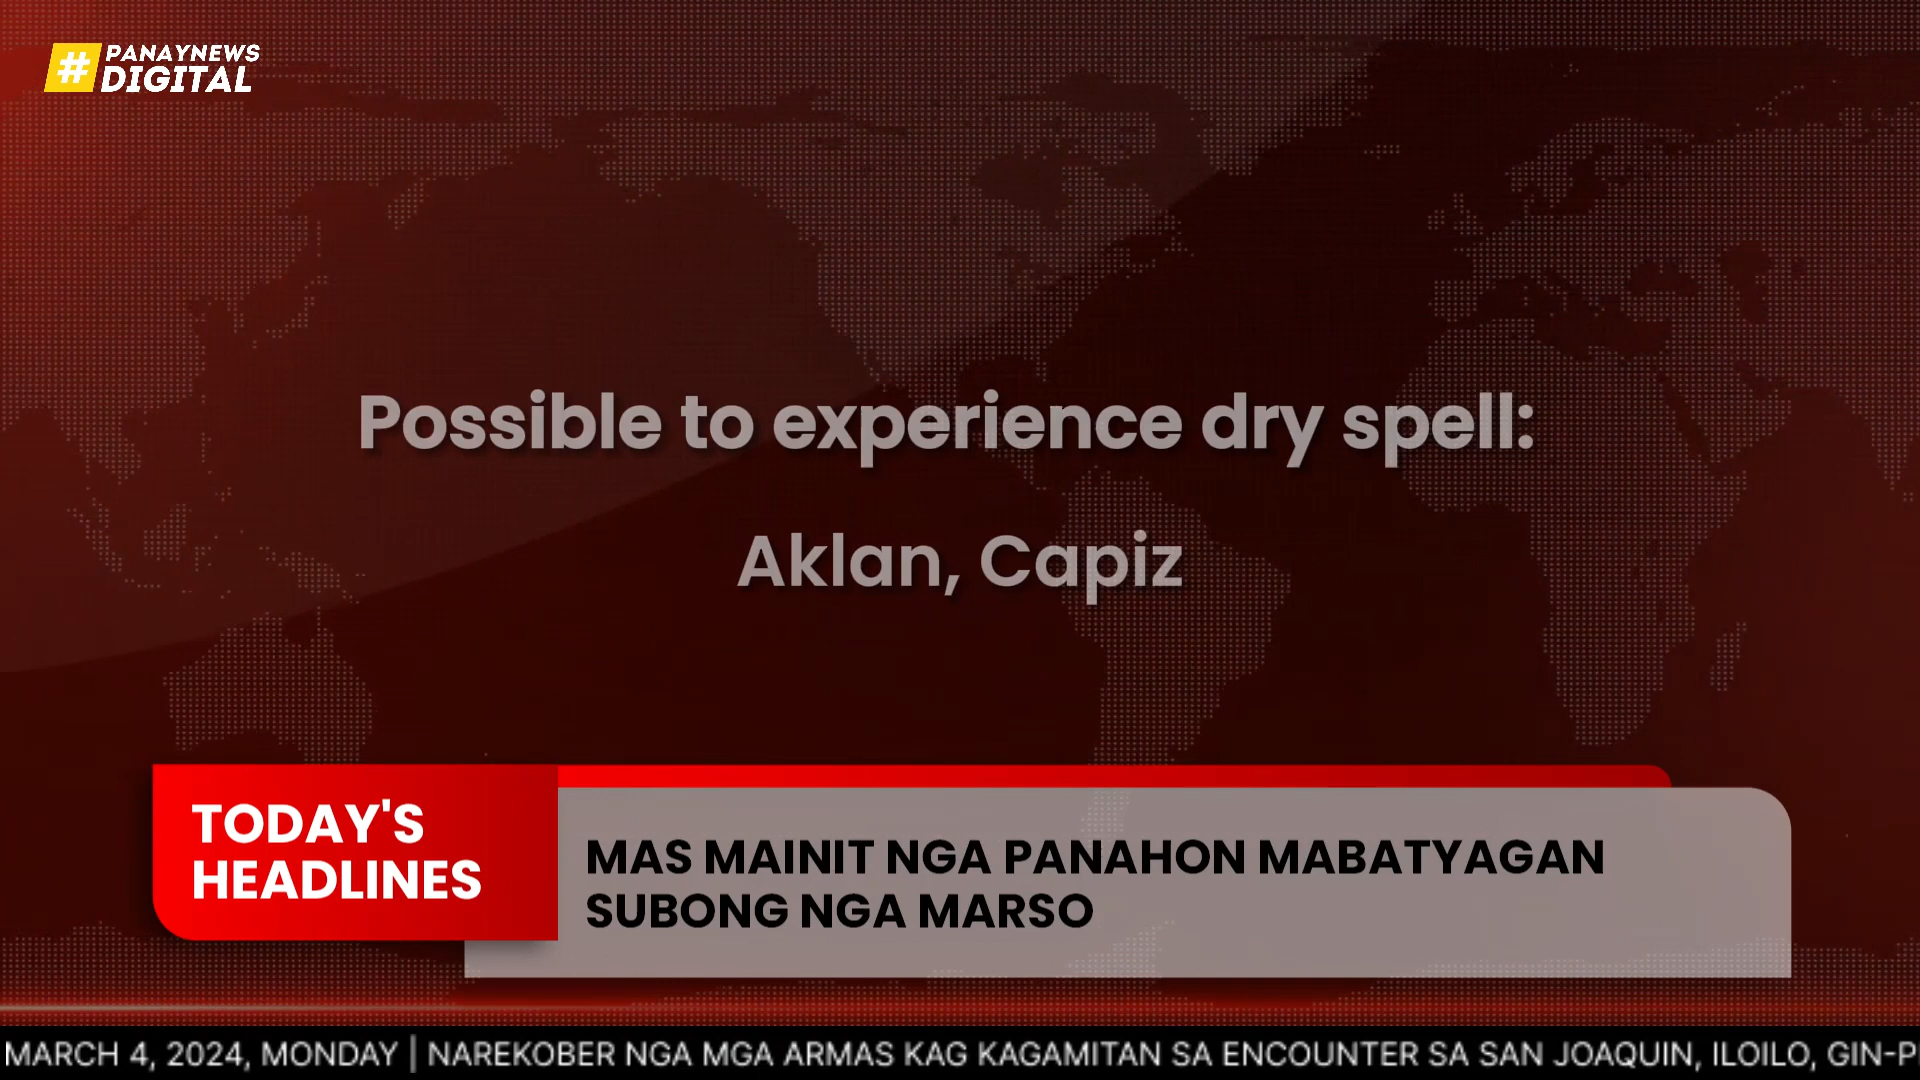 # PANAYNEWS
DIGITAL
Possible to experience dry spell:
Aklan, Capiz
TODAY'S
HEADLINES
MAS MAINIT NGA PANAHON MABATYAGAN
SUBONG NGA MARSO
MARCH 4, 2024, MONDAY | NAREKOBER NGA MGA ARMAS KAG KAGAMITAN SA ENCOUNTER SA SAN JOAQUIN, ILOILO,